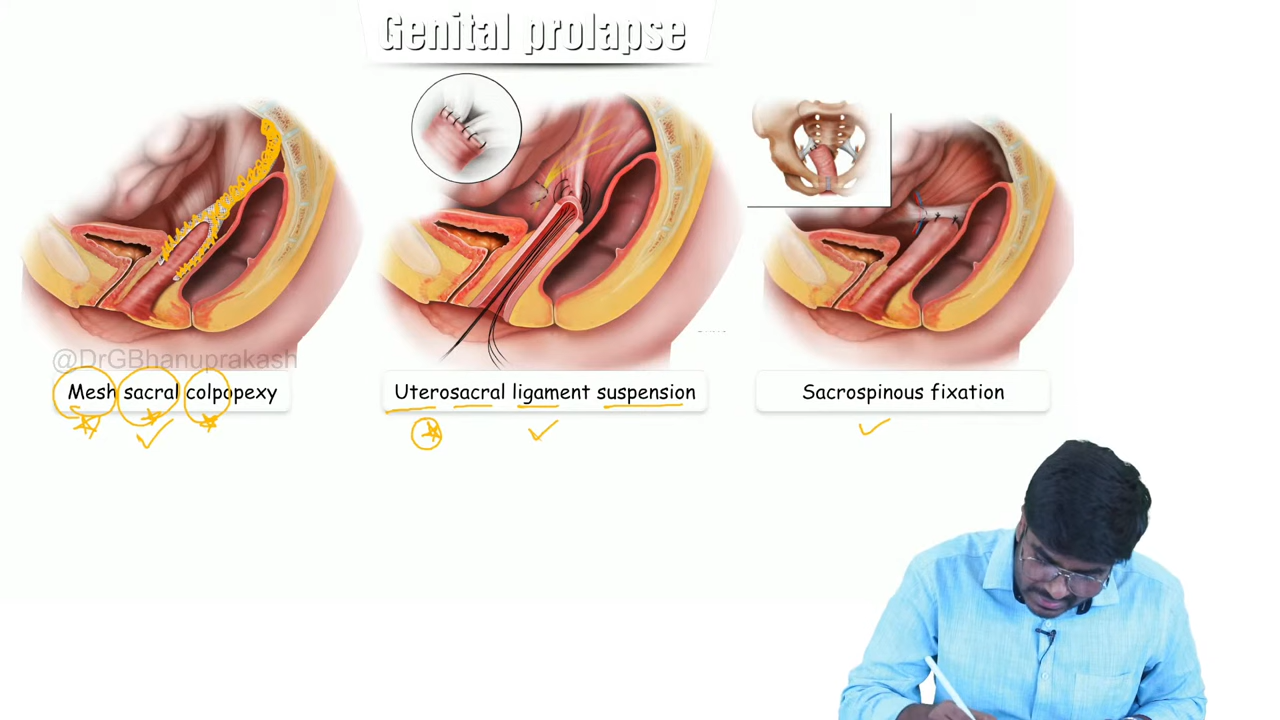 Genital prolapse
@DrGBhanuprakash
Mesh sacral colpopexy
Uterosacral ligament suspension
Sacrospinous fixation